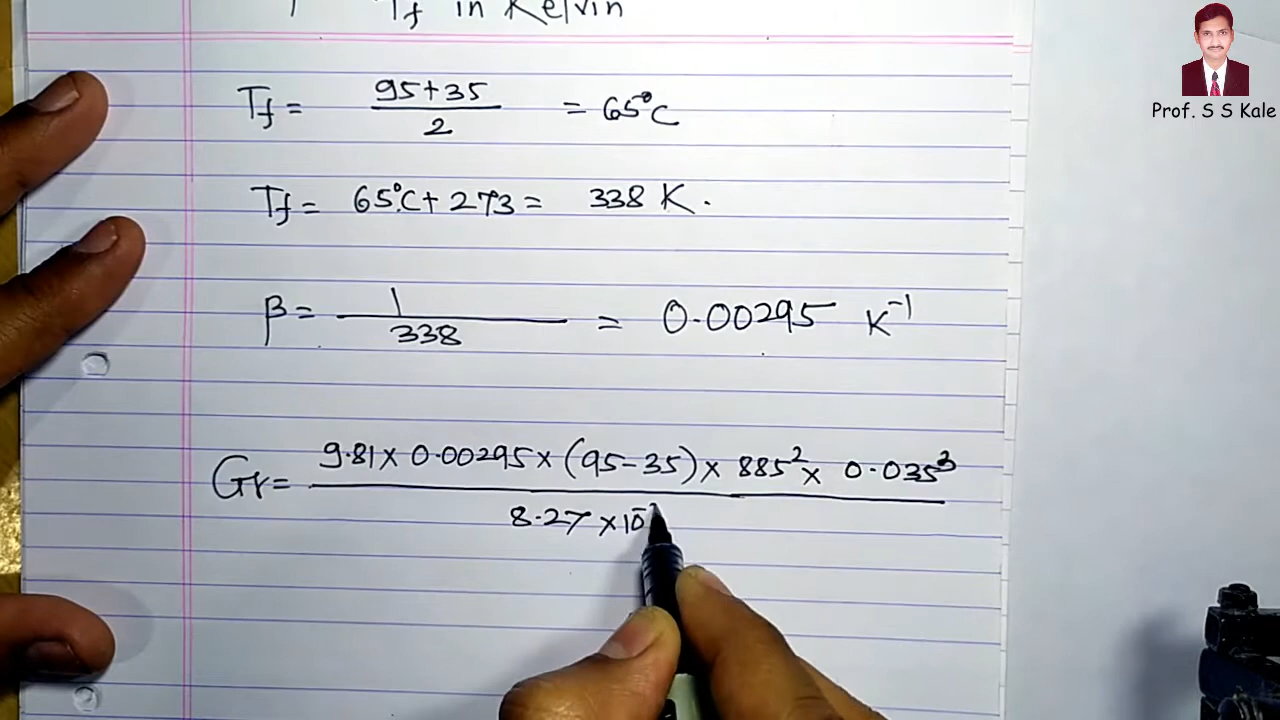 Tf in Kelvin
Prof. S S Kale
Tf = 95+35 / 2 = 65°C
Tf = 65°C + 273 = 338 K.
β = 1 / 338 = 0.00295 K⁻¹
Gr = 9.81 × 0.00295 × (95-35) × 885² × 0.035³ / 8.27 × 10⁻